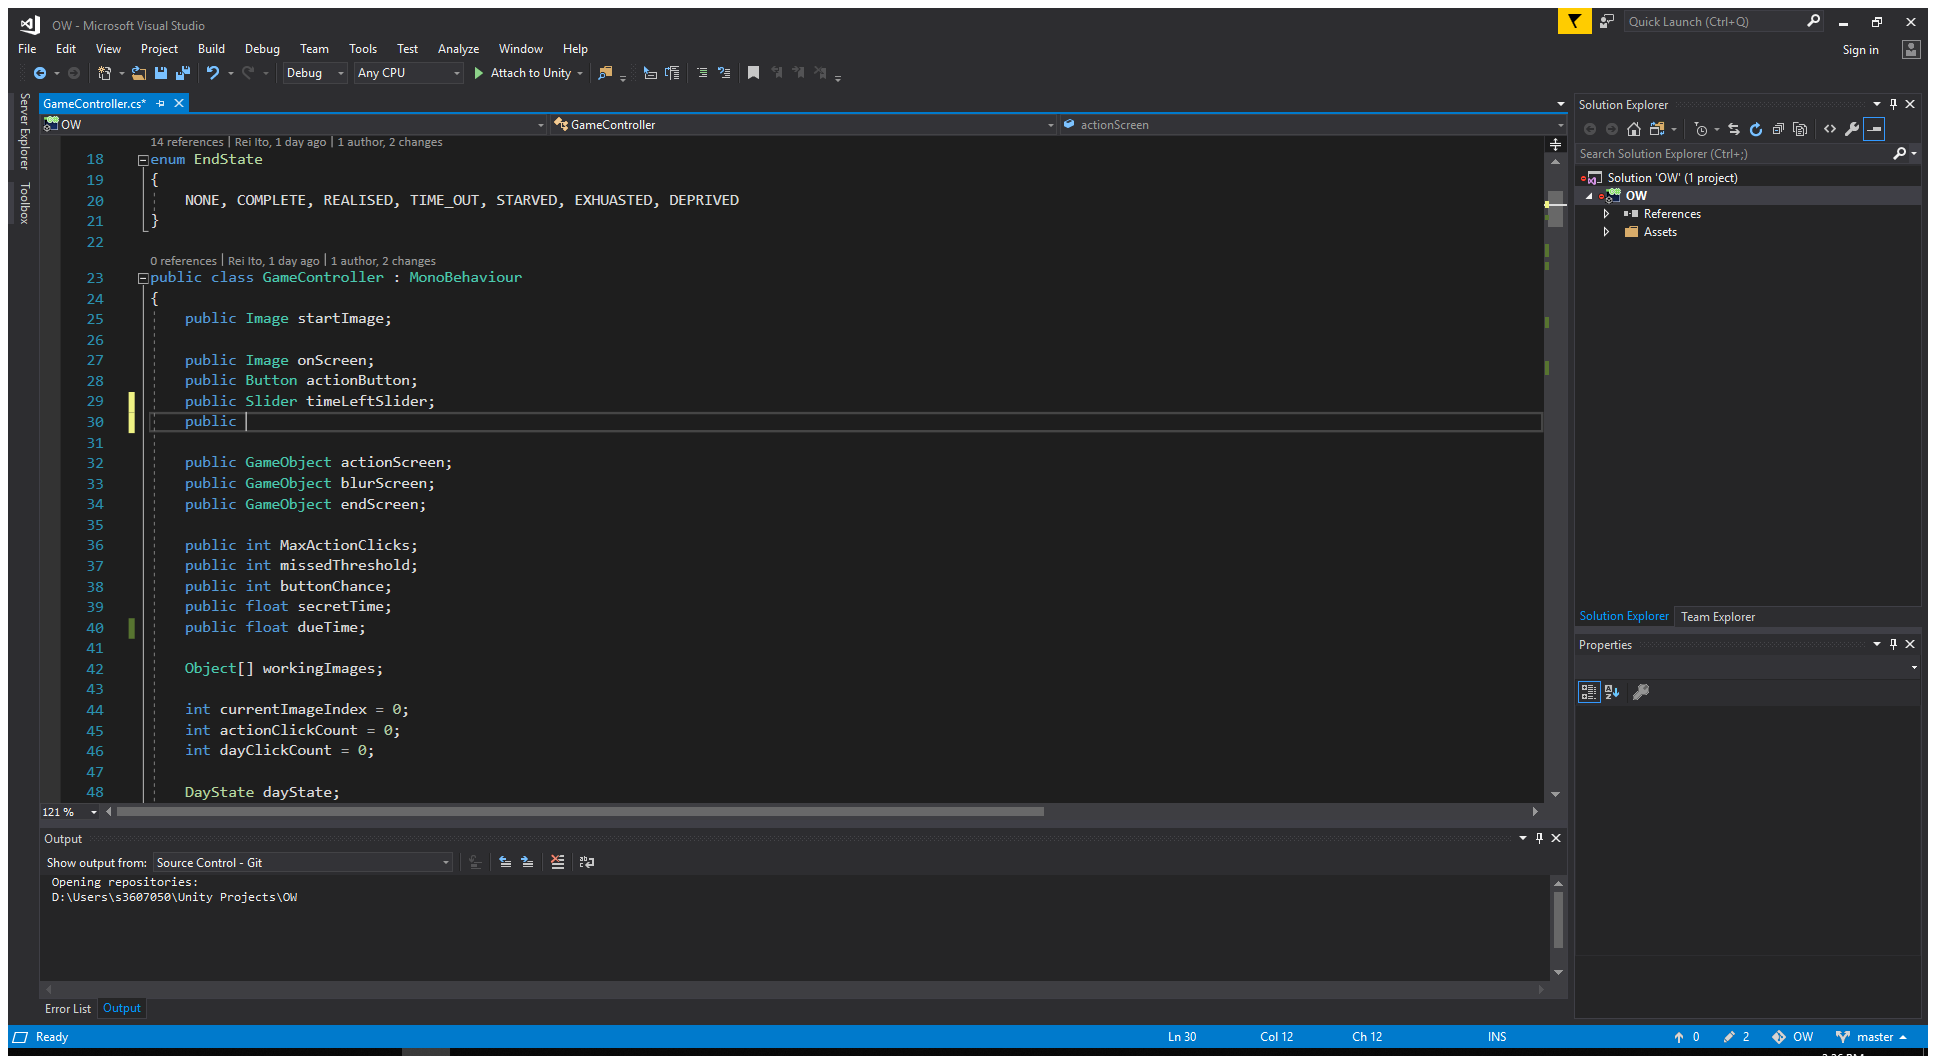 OW - Microsoft Visual Studio
Quick Launch (Ctrl+Q)
File Edit View Project Build Debug Team Tools Test Analyze Window Help
Sign in
Debug Any CPU Attach to Unity
Server Explorer
Toolbox
GameController.cs*
OW GameController actionScreen
14 references | Rei Ito, 1 day ago | 1 author, 2 changes
18 enum EndState
19 {
20 NONE, COMPLETE, REALISED, TIME_OUT, STARVED, EXHUASTED, DEPRIVED
21 }
22
0 references | Rei Ito, 1 day ago | 1 author, 2 changes
23 public class GameController : MonoBehaviour
24 {
25 public Image startImage;
26
27 public Image onScreen;
28 public Button actionButton;
29 public Slider timeLeftSlider;
30 public
31
32 public GameObject actionScreen;
33 public GameObject blurScreen;
34 public GameObject endScreen;
35
36 public int MaxActionClicks;
37 public int missedThreshold;
38 public int buttonChance;
39 public float secretTime;
40 public float dueTime;
41
42 Object[] workingImages;
43
44 int currentImageIndex = 0;
45 int actionClickCount = 0;
46 int dayClickCount = 0;
47
48 DayState dayState;
121 %
Output
Show output from: Source Control - Git
Opening repositories:
D:\Users\s3607050\Unity Projects\OW
Error List Output
Solution Explorer
Search Solution Explorer (Ctrl+;)
Solution 'OW' (1 project)
OW
References
Assets
Solution Explorer Team Explorer
Properties
Ready Ln 30 Col 12 Ch 12 INS 0 2 OW master